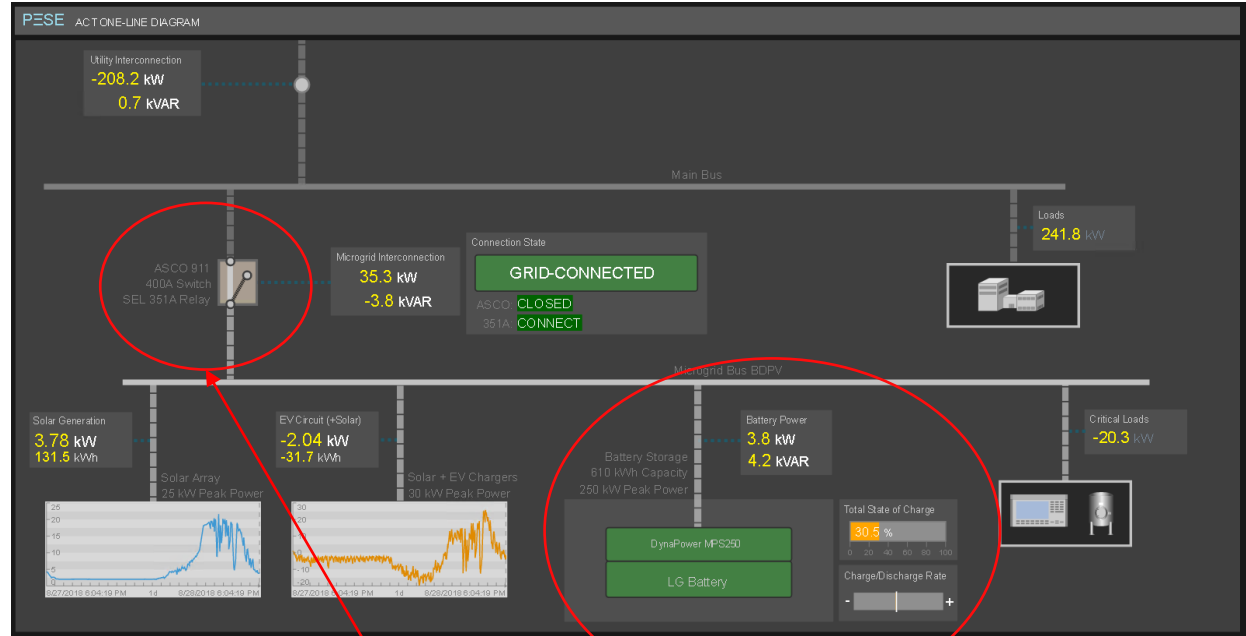 PΞSE ACT ONE-LINE DIAGRAM
Utility Interconnection
-208.2 kW
0.7 kVAR
Main Bus
Loads
241.8 kW
ASCO 911
400A Switch
SEL 351A Relay
Microgrid Interconnection
35.3 kW
-3.8 kVAR
Connection State
GRID-CONNECTED
ASCO: CLOSED
351A: CONNECT
Microgrid Bus BDPV
Solar Generation
3.78 kW
131.5 kWh
Solar Array
25 kW Peak Power
25
20
15
10
5
0
8/27/2018 6:04:19 PM 1d 8/28/2018 6:04:19 PM
EV Circuit (+Solar)
-2.04 kW
-31.7 kWh
Solar + EV Chargers
30 kW Peak Power
30
20
10
0
-10
-20
8/27/2018 6:04:19 PM 1d 8/28/2018 6:04:19 PM
Battery Power
3.8 kW
4.2 kVAR
Battery Storage
610 kWh Capacity
250 kW Peak Power
DynaPower MPS250
LG Battery
Total State of Charge
30.5 %
0 20 40 60 80 100
Charge/Discharge Rate
- +
Critical Loads
-20.3 kW